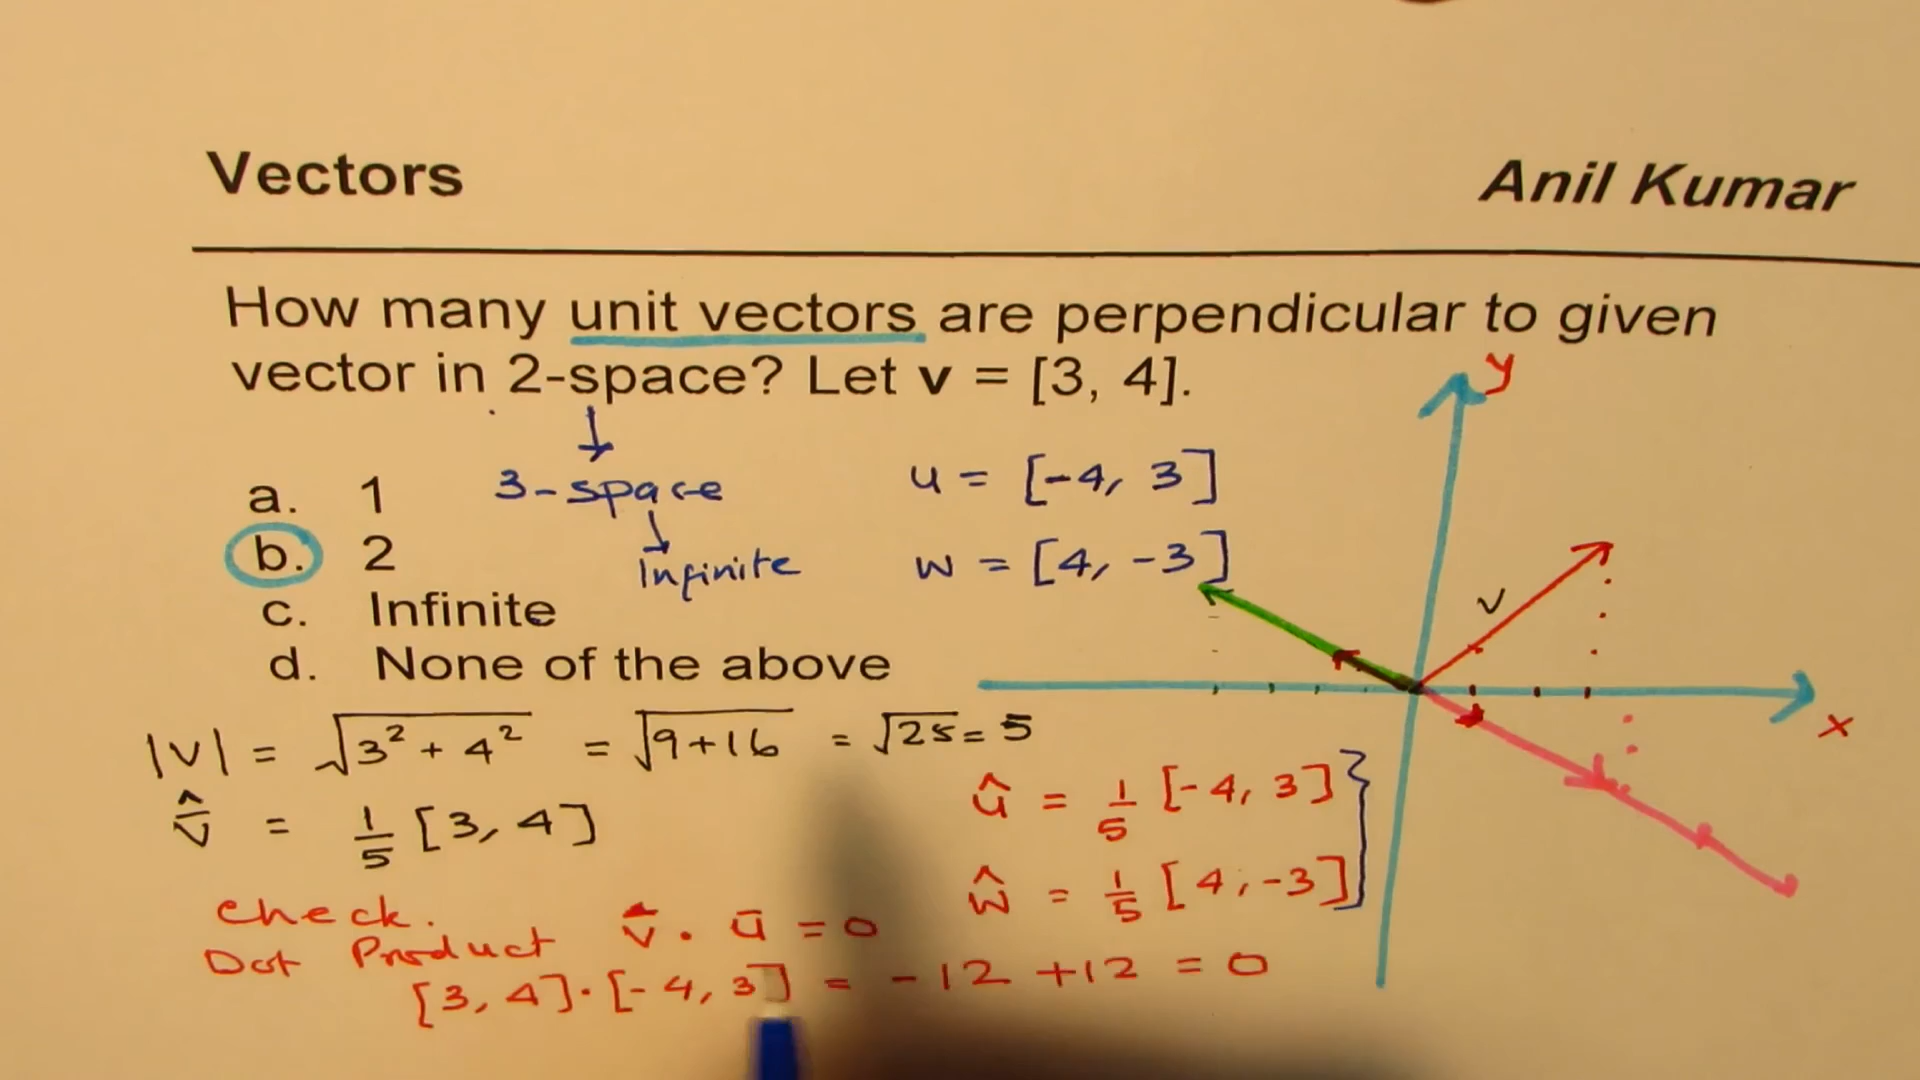 Vectors
Anil Kumar
How many unit vectors are perpendicular to given
vector in 2-space? Let v = [3, 4].
y
a. 1
3-space
u = [-4, 3]
b. 2
Infinite
w = [4, -3]
c. Infinite
v
d. None of the above
x
|v| = √3² + 4² = √9+16 = √25 = 5
û = 1/5 [-4, 3]
v̂ = 1/5 [3, 4]
ŵ = 1/5 [4, -3]
Check.
Dot Product v̄ . ū = 0
[3, 4]·[-4, 3] = -12 +12 = 0